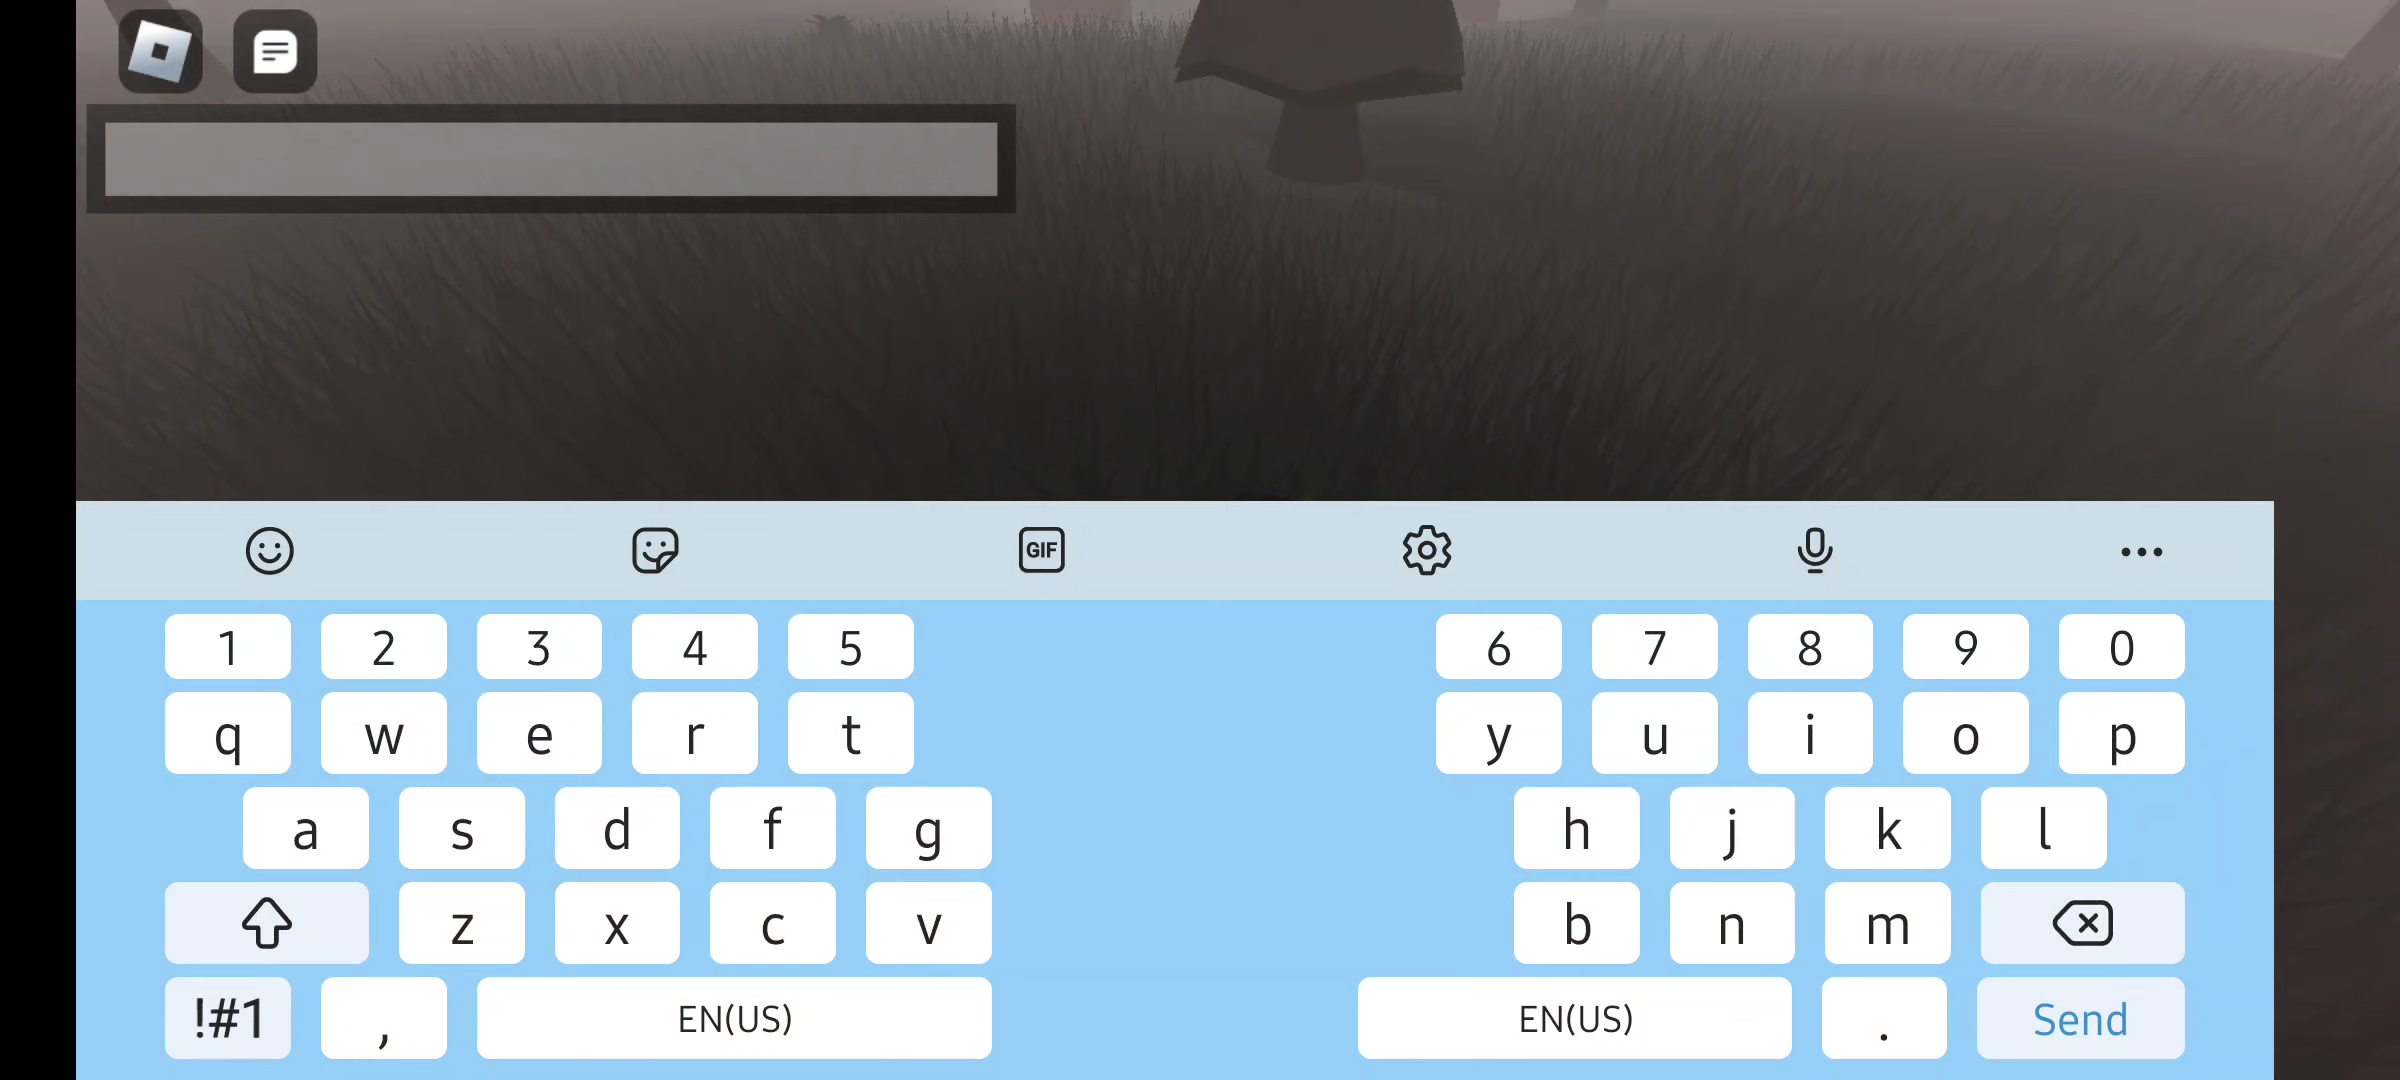 GIF
1 2 3 4 5 6 7 8 9 0
q w e r t y u i o p
a s d f g h j k l
z x c v b n m
!#1 , EN(US) EN(US) . Send